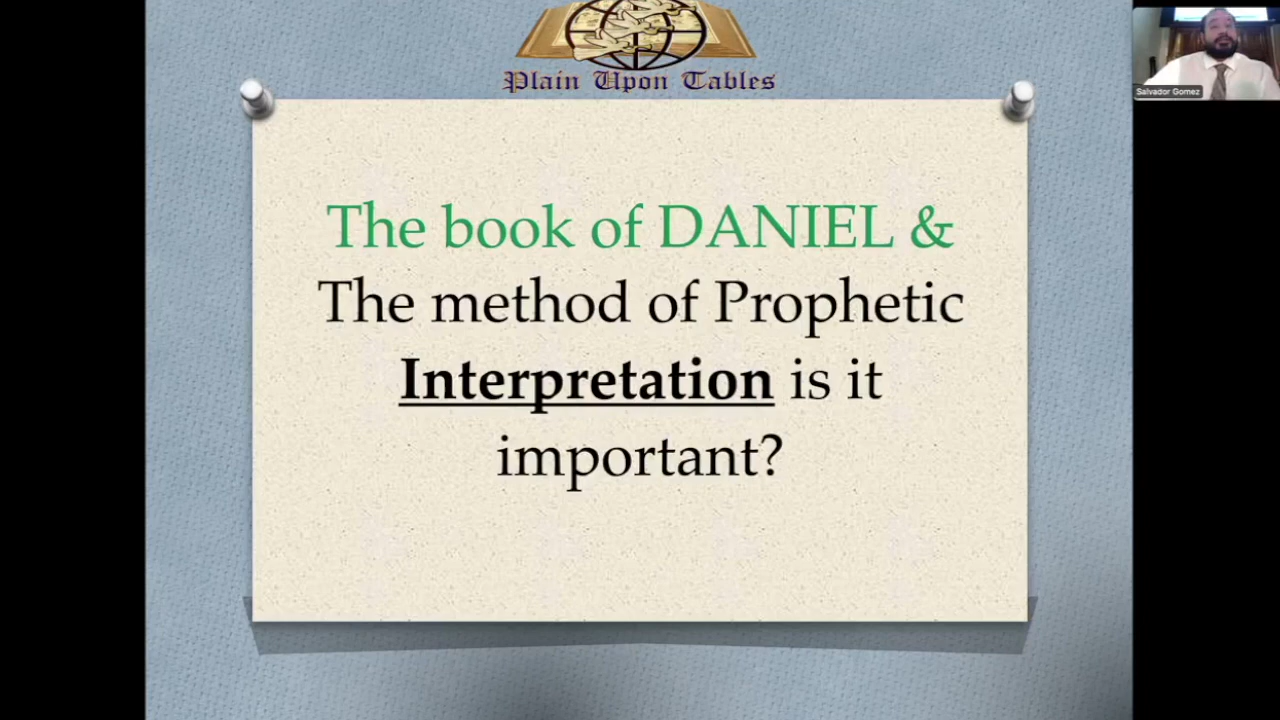 Plain Upon Tables
Salvador Gomez
The book of DANIEL &
The method of Prophetic
Interpretation is it
important?